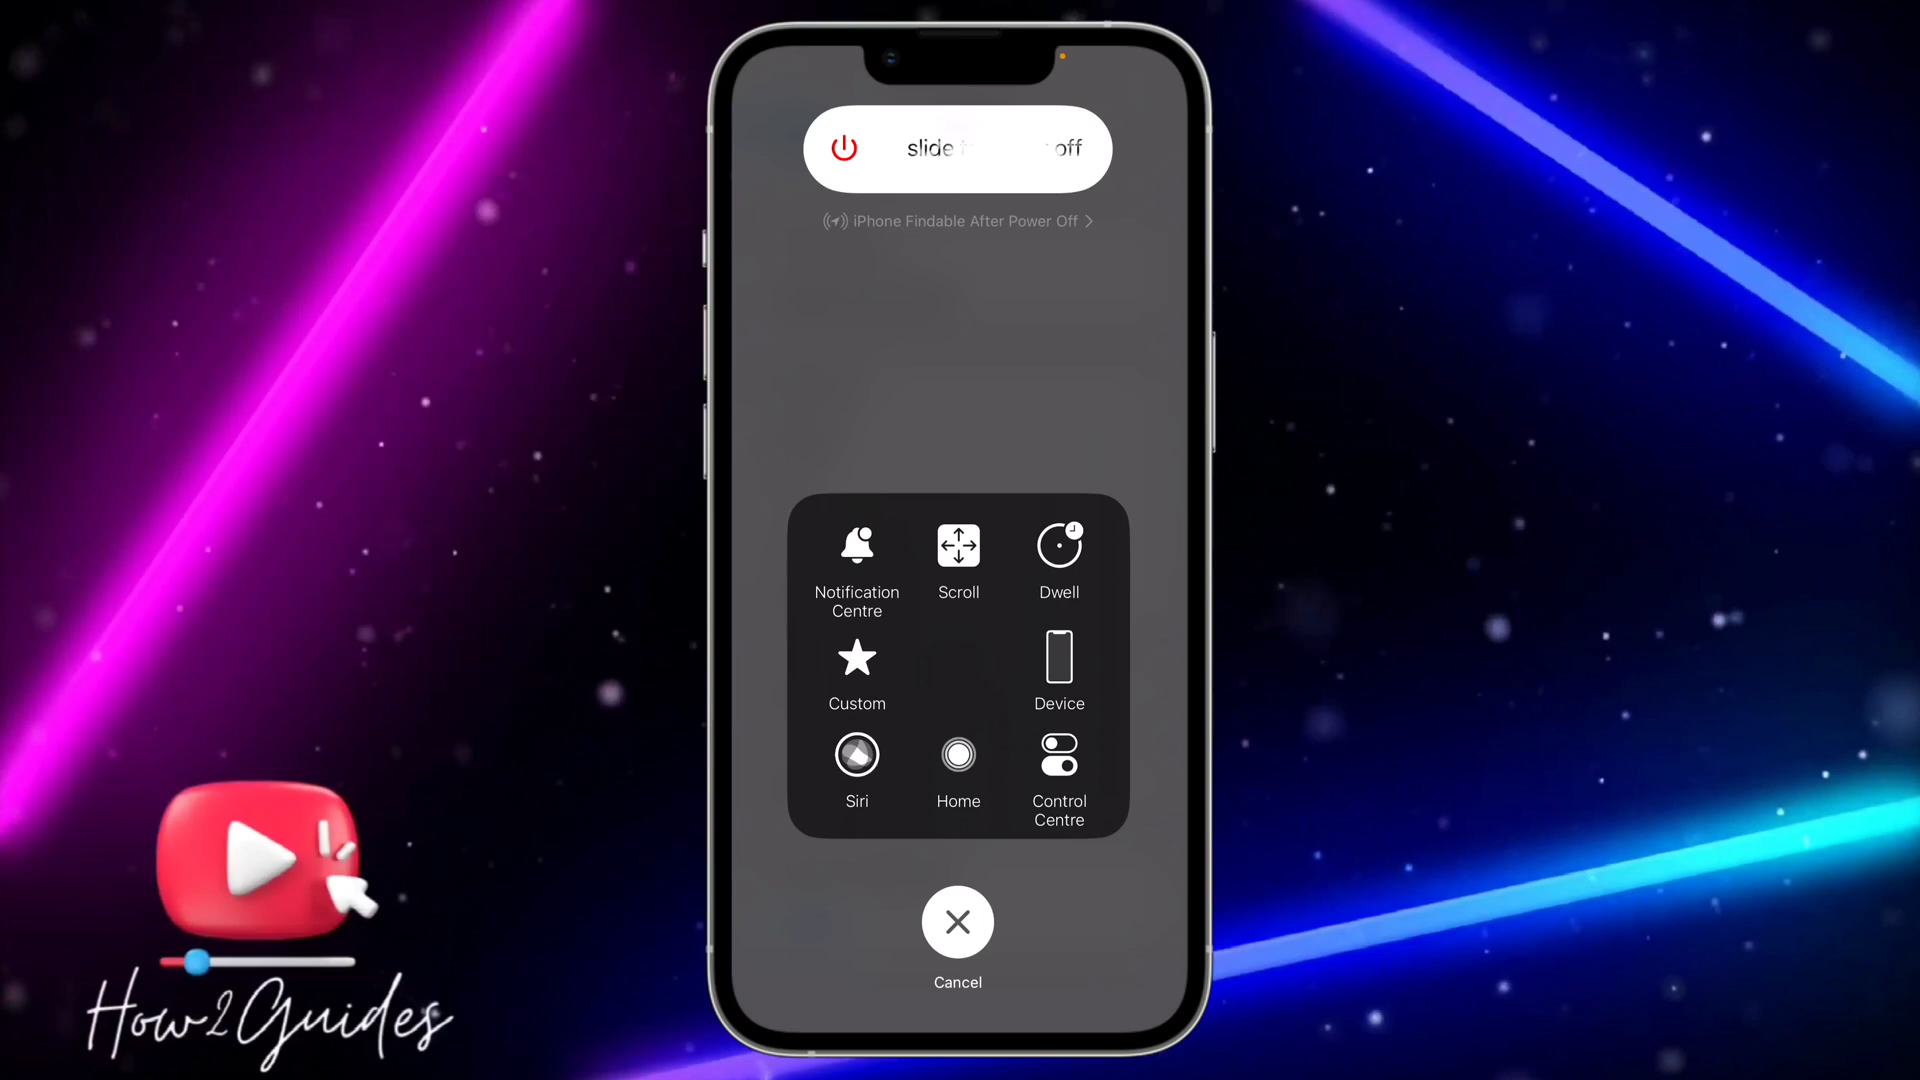 slide off
iPhone Findable After Power Off
Notification
Centre
Scroll
Dwell
Custom
Device
Siri
Home
Control
Centre
Cancel
How2Guides